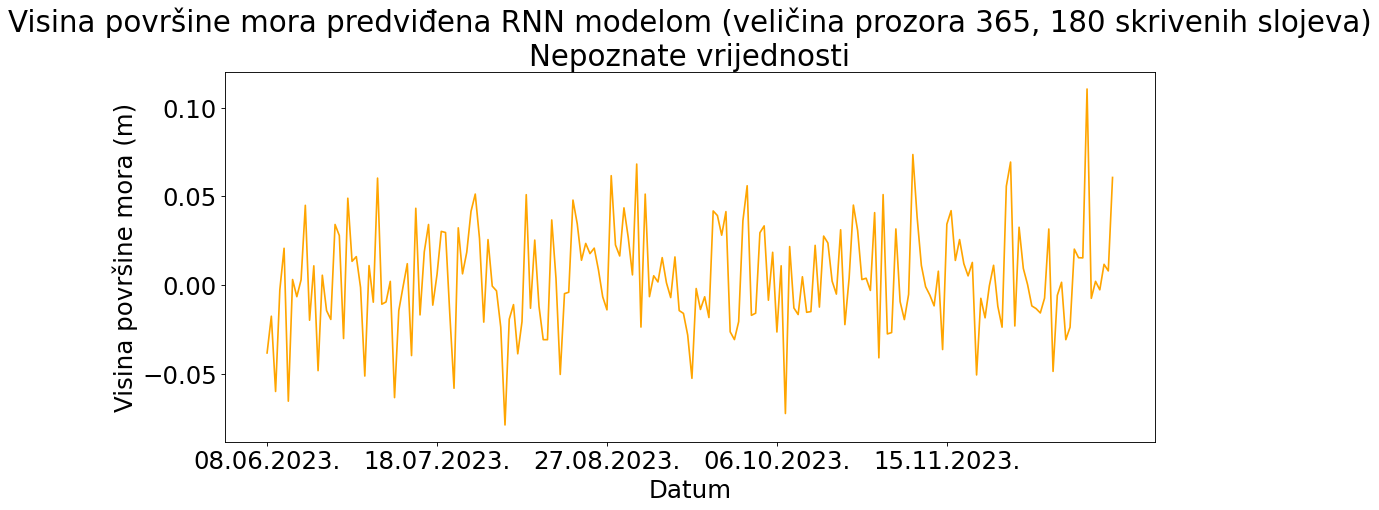 Visina površine mora predviđena RNN modelom (veličina prozora 365, 180 skrivenih slojeva)
Nepoznate vrijednosti
Visina površine mora (m)
0.10
0.05
0.00
−0.05
08.06.2023. 18.07.2023. 27.08.2023. 06.10.2023. 15.11.2023.
Datum